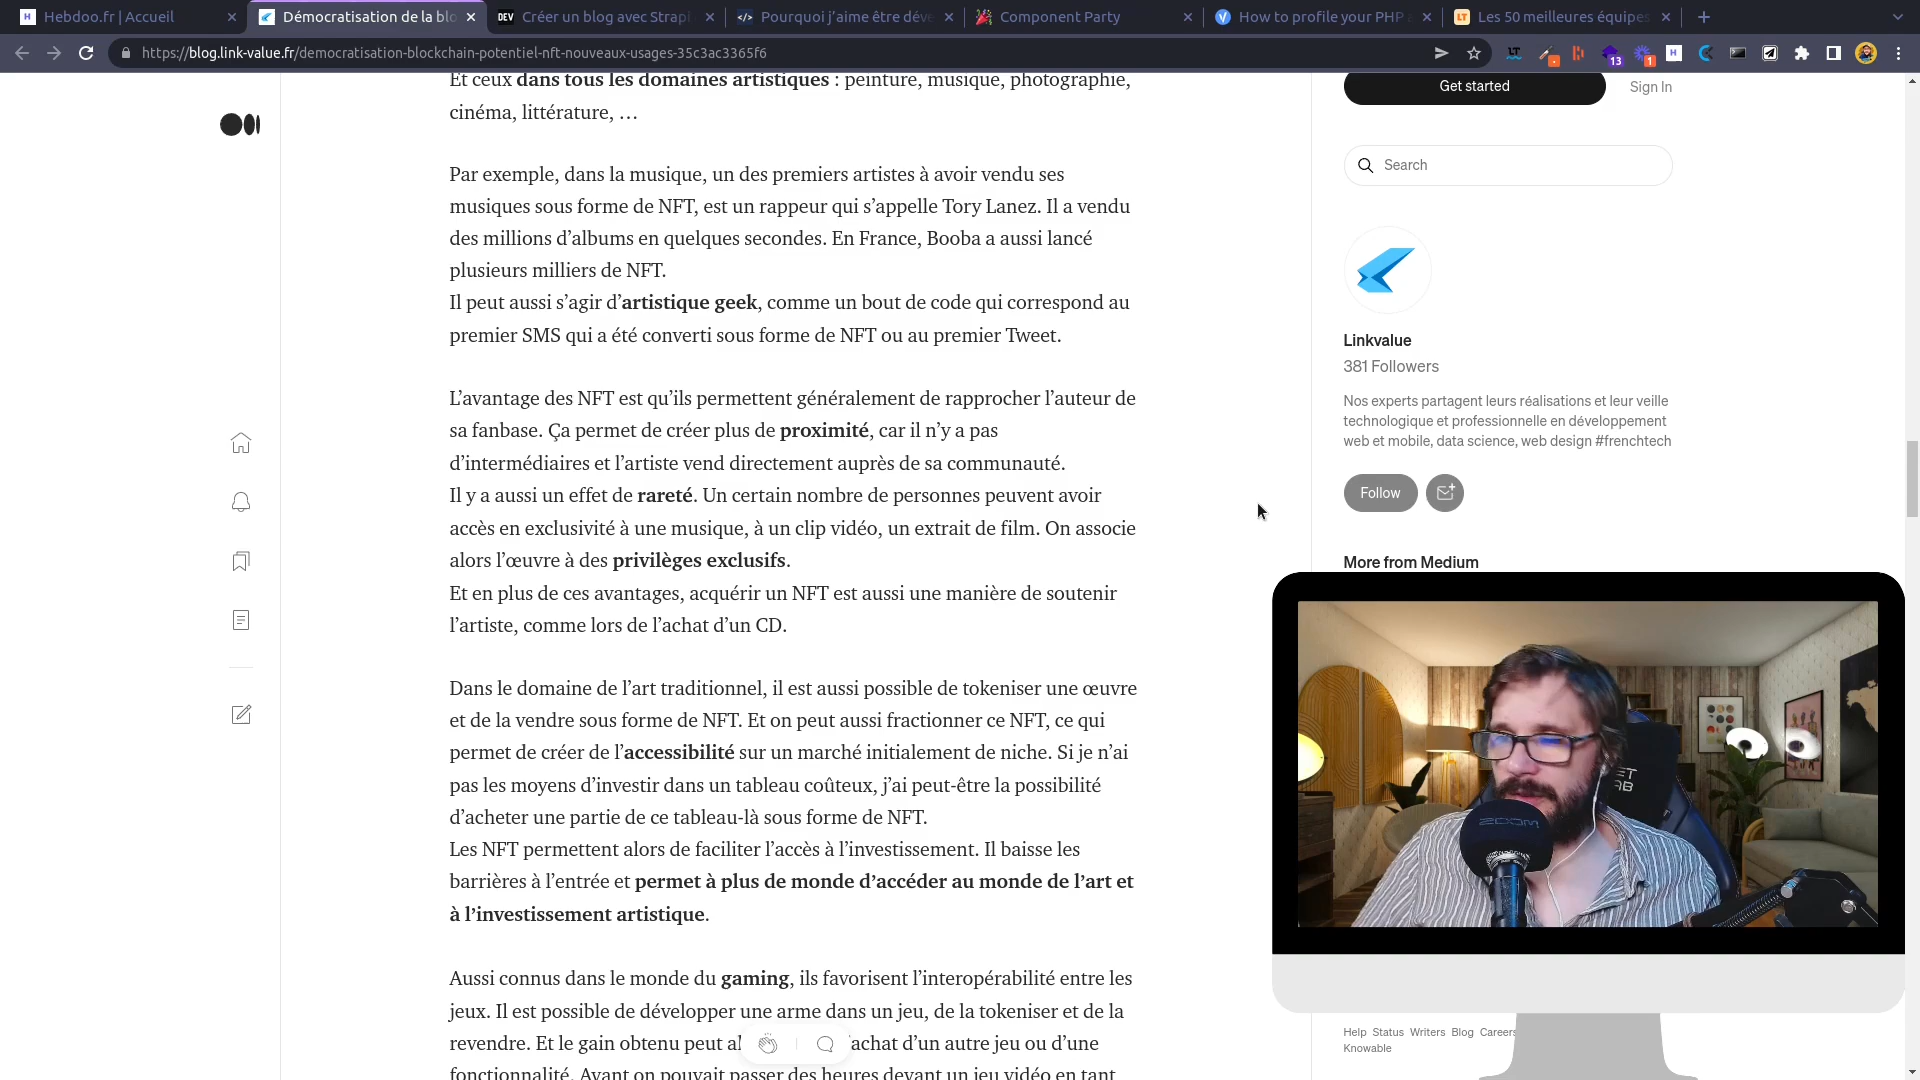 Hebdoo.fr | Accueil
Démocratisation de la blo
DEV Créer un blog avec Strapi
</> Pourquoi j'aime être déve
Component Party
How to profile your PHP a
LT Les 50 meilleures équipes
https://blog.link-value.fr/democratisation-blockchain-potentiel-nft-nouveaux-usages-35c3ac3365f6
13
1
Et ceux dans tous les domaines artistiques : peinture, musique, photographie,
cinéma, littérature, …
Par exemple, dans la musique, un des premiers artistes à avoir vendu ses
musiques sous forme de NFT, est un rappeur qui s'appelle Tory Lanez. Il a vendu
des millions d'albums en quelques secondes. En France, Booba a aussi lancé
plusieurs milliers de NFT.
Il peut aussi s'agir d'artistique geek, comme un bout de code qui correspond au
premier SMS qui a été converti sous forme de NFT ou au premier Tweet.
L'avantage des NFT est qu'ils permettent généralement de rapprocher l'auteur de
sa fanbase. Ça permet de créer plus de proximité, car il n'y a pas
d'intermédiaires et l'artiste vend directement auprès de sa communauté.
Il y a aussi un effet de rareté. Un certain nombre de personnes peuvent avoir
accès en exclusivité à une musique, à un clip vidéo, un extrait de film. On associe
alors l'œuvre à des privilèges exclusifs.
Et en plus de ces avantages, acquérir un NFT est aussi une manière de soutenir
l'artiste, comme lors de l'achat d'un CD.
Dans le domaine de l'art traditionnel, il est aussi possible de tokeniser une œuvre
et de la vendre sous forme de NFT. Et on peut aussi fractionner ce NFT, ce qui
permet de créer de l'accessibilité sur un marché initialement de niche. Si je n'ai
pas les moyens d'investir dans un tableau coûteux, j'ai peut-être la possibilité
d'acheter une partie de ce tableau-là sous forme de NFT.
Les NFT permettent alors de faciliter l'accès à l'investissement. Il baisse les
barrières à l'entrée et permet à plus de monde d'accéder au monde de l'art et
à l'investissement artistique.
Aussi connus dans le monde du gaming, ils favorisent l'interopérabilité entre les
jeux. Il est possible de développer une arme dans un jeu, de la tokeniser et de la
revendre. Et le gain obtenu peut al achat d'un autre jeu ou d'une
fonctionnalité. Avant on pouvait passer des heures devant un jeu vidéo en tant
Get started
Sign In
Search
Linkvalue
381 Followers
Nos experts partagent leurs réalisations et leur veille
technologique et professionnelle en développement
web et mobile, data science, web design #frenchtech
Follow
More from Medium
ZOOM
Help Status Writers Blog Careers
Knowable